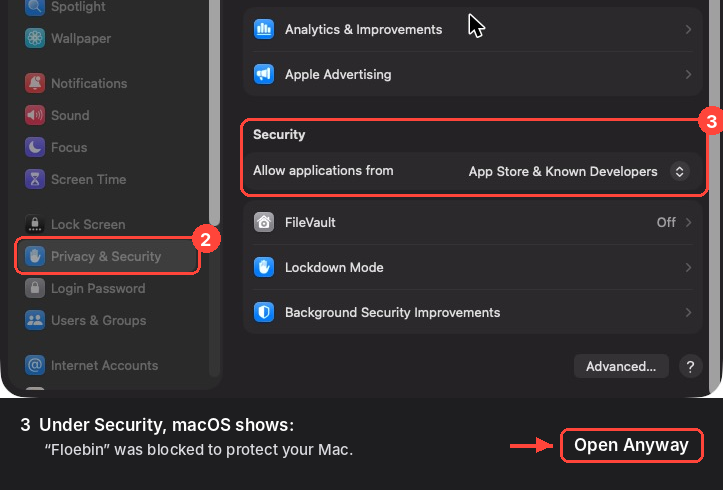 Spotlight
Wallpaper
Notifications
Sound
Focus
Screen Time
Lock Screen
Privacy & Security
2
Login Password
Users & Groups
Internet Accounts
Analytics & Improvements
Apple Advertising
3
Security
Allow applications from App Store & Known Developers
FileVault Off
Lockdown Mode
Background Security Improvements
Advanced... ?
3 Under Security, macOS shows:
“Floebin” was blocked to protect your Mac.
Open Anyway